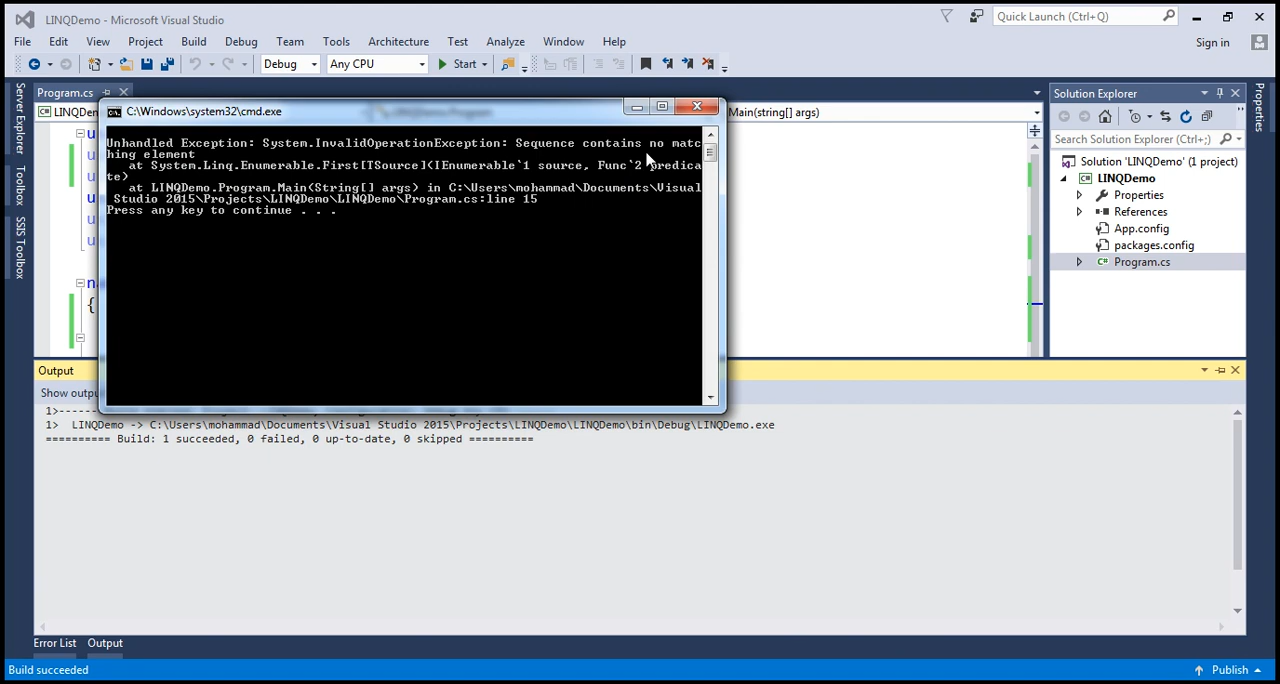 LINQDemo - Microsoft Visual Studio
Quick Launch (Ctrl+Q)
File Edit View Project Build Debug Team Tools Architecture Test Analyze Window Help
Sign in
Debug Any CPU Start
Server Explorer
Toolbox
SSIS Toolbox
Program.cs
C:\Windows\system32\cmd.exe
Main(string[] args)
Unhandled Exception: System.InvalidOperationException: Sequence contains no matc
hing element
at System.Linq.Enumerable.First[TSource](IEnumerable`1 source, Func`2 predica
te)
at LINQDemo.Program.Main(String[] args) in C:\Users\mohammad\Documents\Visual
Studio 2015\Projects\LINQDemo\LINQDemo\Program.cs:line 15
Press any key to continue . . .
Solution Explorer
Search Solution Explorer (Ctrl+;)
Solution 'LINQDemo' (1 project)
LINQDemo
Properties
References
App.config
packages.config
Program.cs
Properties
Output
Show outpu
1>------
1> LINQDemo -> C:\Users\mohammad\Documents\Visual Studio 2015\Projects\LINQDemo\LINQDemo\bin\Debug\LINQDemo.exe
========== Build: 1 succeeded, 0 failed, 0 up-to-date, 0 skipped ==========
Error List Output
Build succeeded
Publish